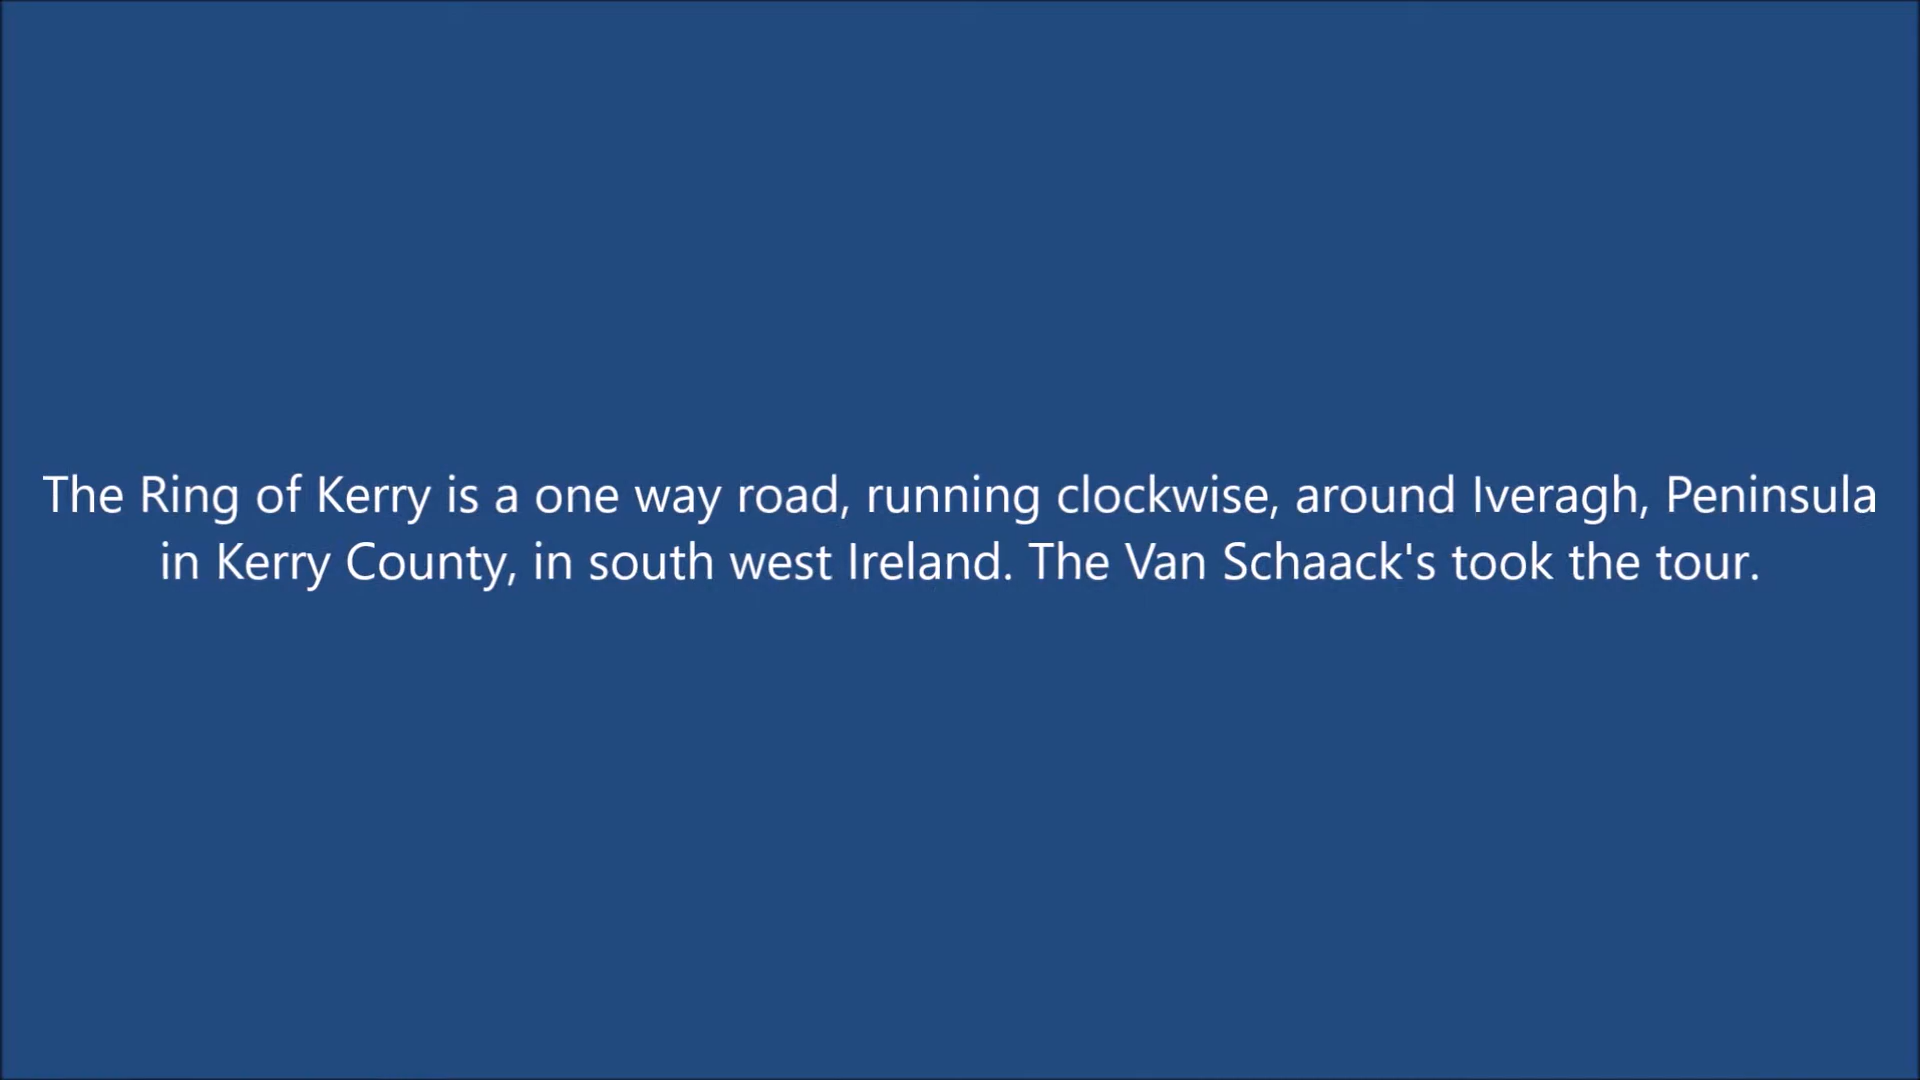 The Ring of Kerry is a one way road, running clockwise, around Iveragh, Peninsula
in Kerry County, in south west Ireland. The Van Schaack's took the tour.